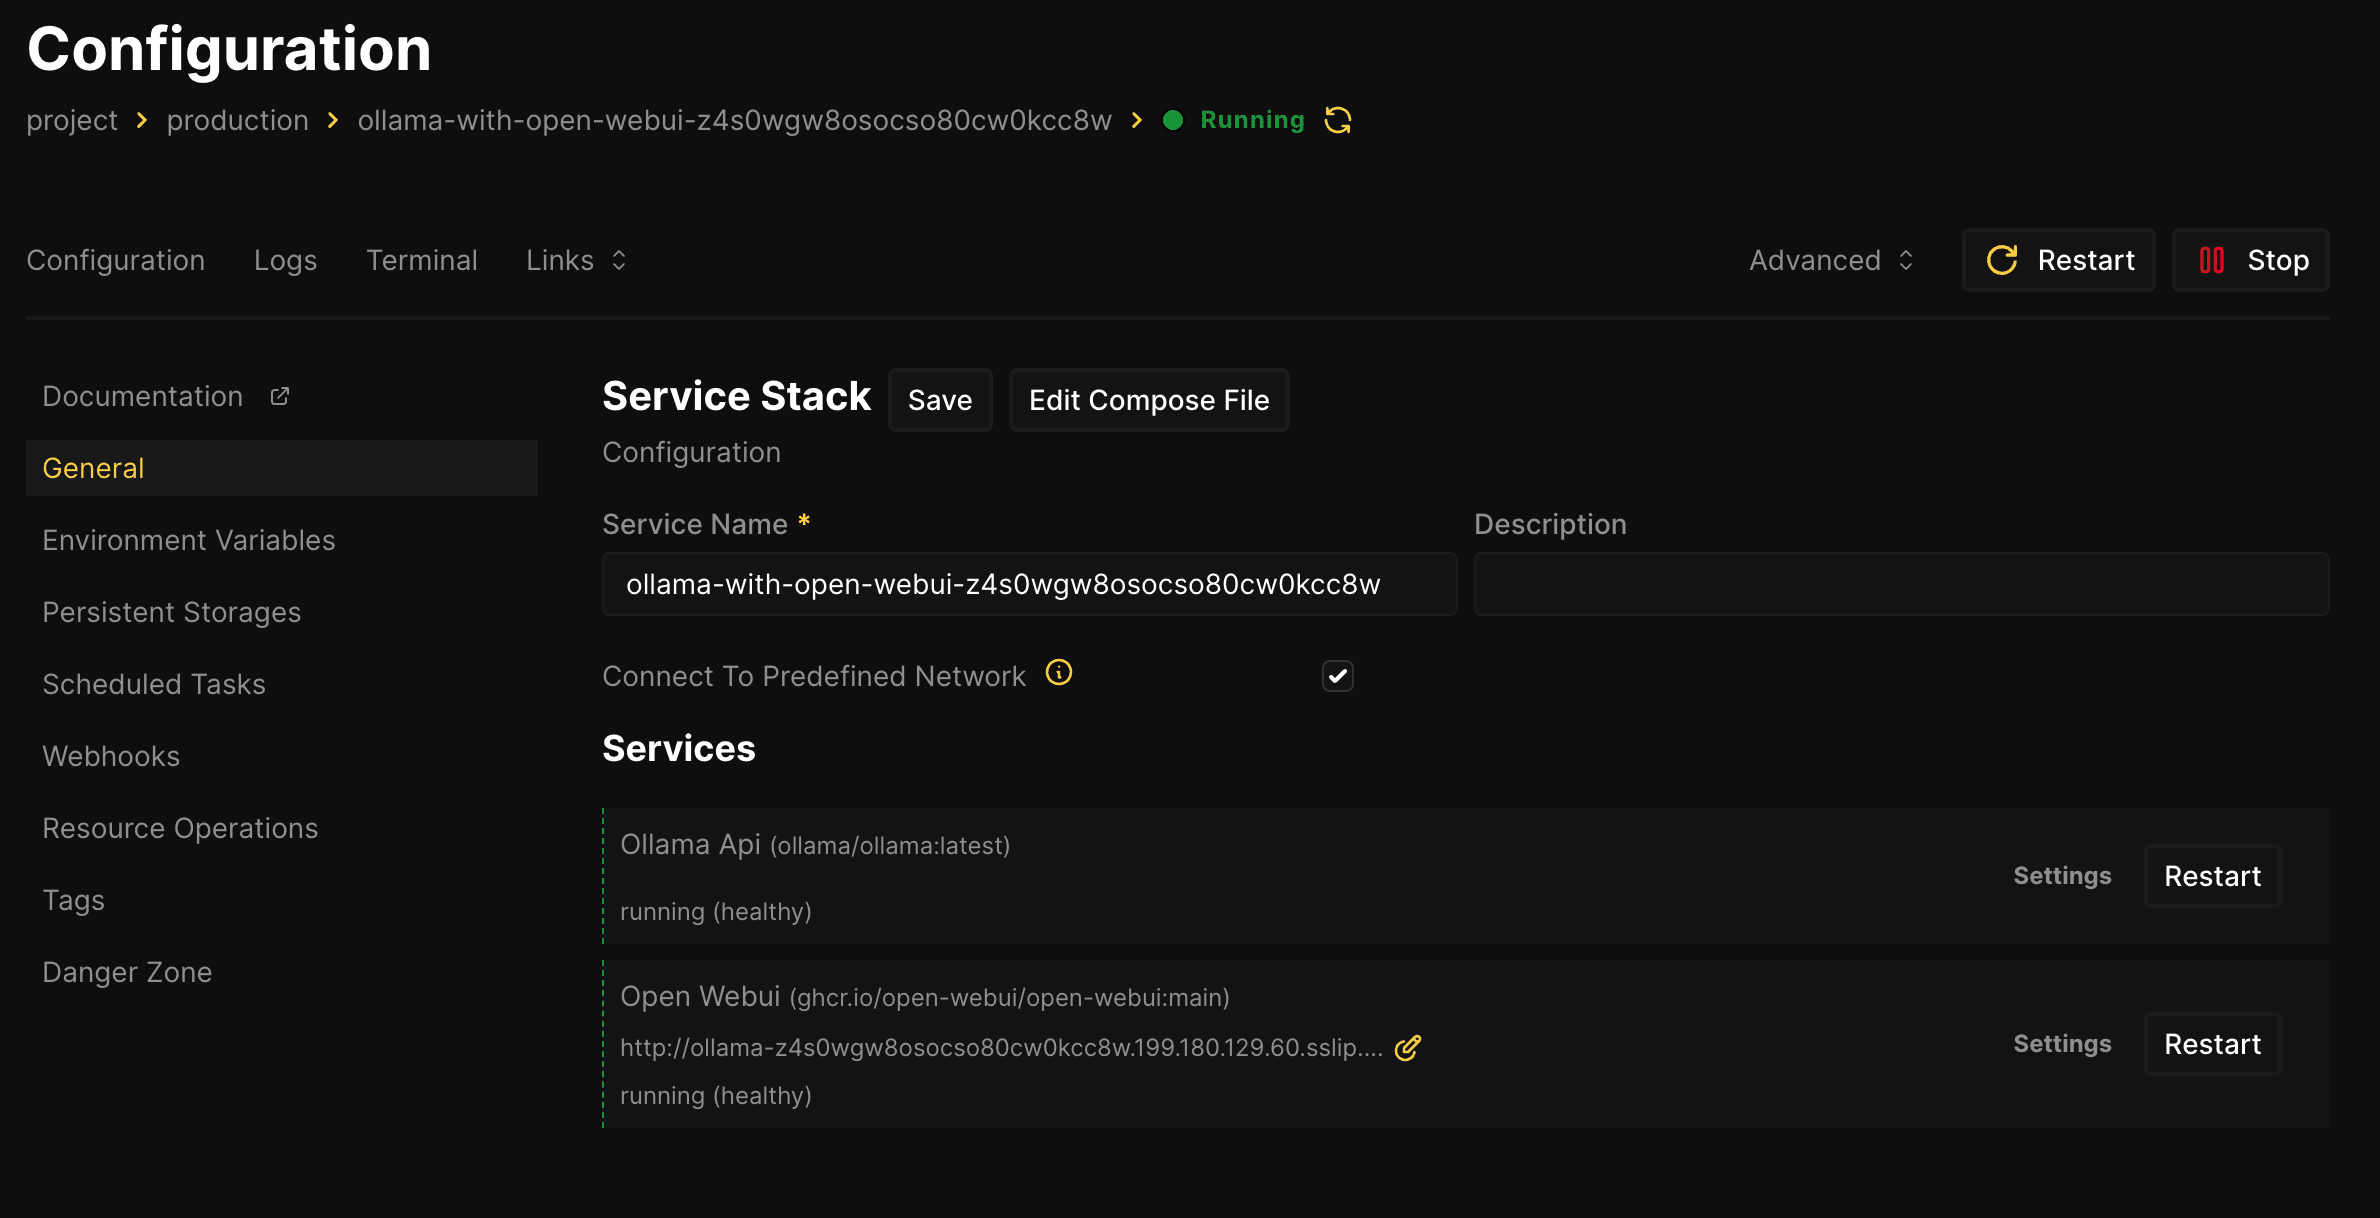 Configuration
project > production > ollama-with-open-webui-z4s0wgw8osocso80cw0kcc8w > Running
Configuration Logs Terminal Links Advanced Restart Stop
Documentation
General
Environment Variables
Persistent Storages
Scheduled Tasks
Webhooks
Resource Operations
Tags
Danger Zone
Service Stack Save Edit Compose File
Configuration
Service Name * Description
ollama-with-open-webui-z4s0wgw8osocso80cw0kcc8w
Connect To Predefined Network
Services
Ollama Api (ollama/ollama:latest)
running (healthy)
Settings Restart
Open Webui (ghcr.io/open-webui/open-webui:main)
http://ollama-z4s0wgw8osocso80cw0kcc8w.199.180.129.60.sslip....
running (healthy)
Settings Restart